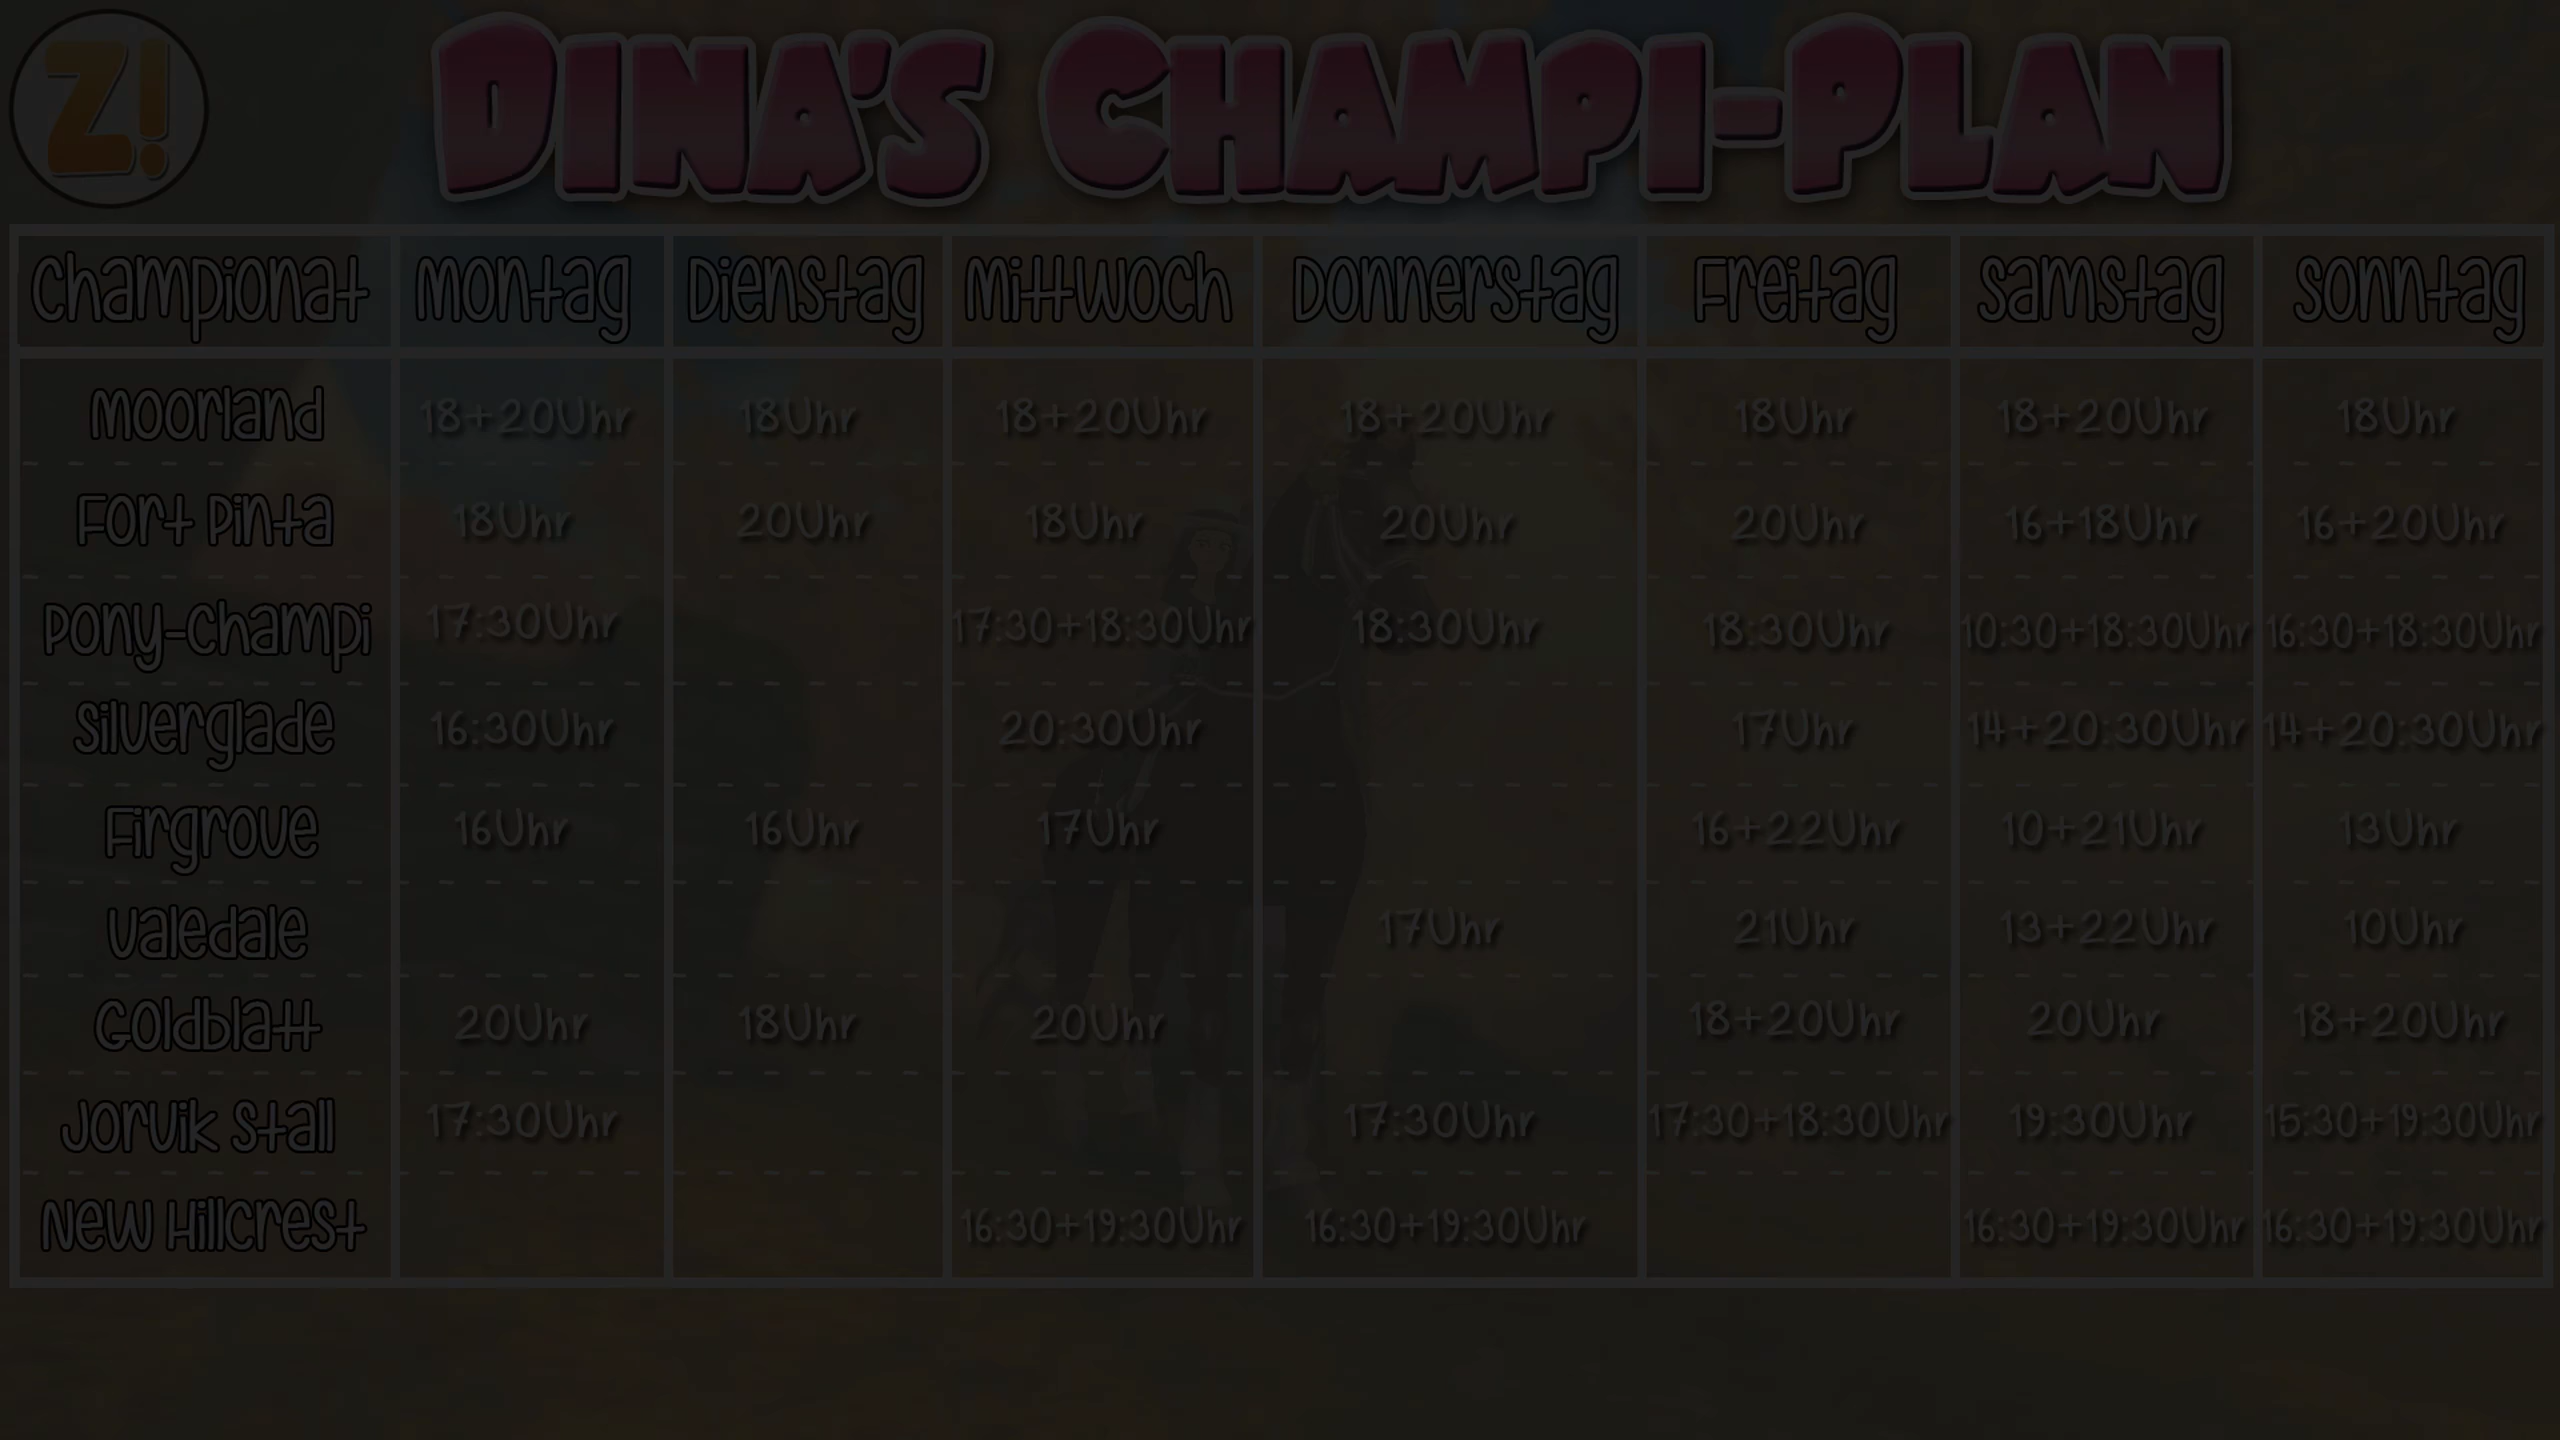 Z!
Dina's Champi-Plan
Championat Montag Dienstag Mittwoch Donnerstag Freitag Samstag Sonntag
Moorland 18+20Uhr 18Uhr 18+20Uhr 18+20Uhr 18Uhr 18+20Uhr 18Uhr
Fort Pinta 18Uhr 20Uhr 18Uhr 20Uhr 20Uhr 16+18Uhr 16+20Uhr
Pony-Champi 17:30Uhr 17:30+18:30Uhr 18:30Uhr 18:30Uhr 10:30+18:30Uhr 16:30+18:30Uhr
Silverglade 16:30Uhr 20:30Uhr 17Uhr 14+20:30Uhr 14+20:30Uhr
Firgrove 16Uhr 16Uhr 17Uhr 16+22Uhr 10+21Uhr 13Uhr
Valedale 17Uhr 21Uhr 13+22Uhr 10Uhr
Goldblatt 20Uhr 18Uhr 20Uhr 18+20Uhr 20Uhr 18+20Uhr
Jorvik Stall 17:30Uhr 17:30Uhr 17:30+18:30Uhr 19:30Uhr 15:30+19:30Uhr
New Hillcrest 16:30+19:30Uhr 16:30+19:30Uhr 16:30+19:30Uhr 16:30+19:30Uhr